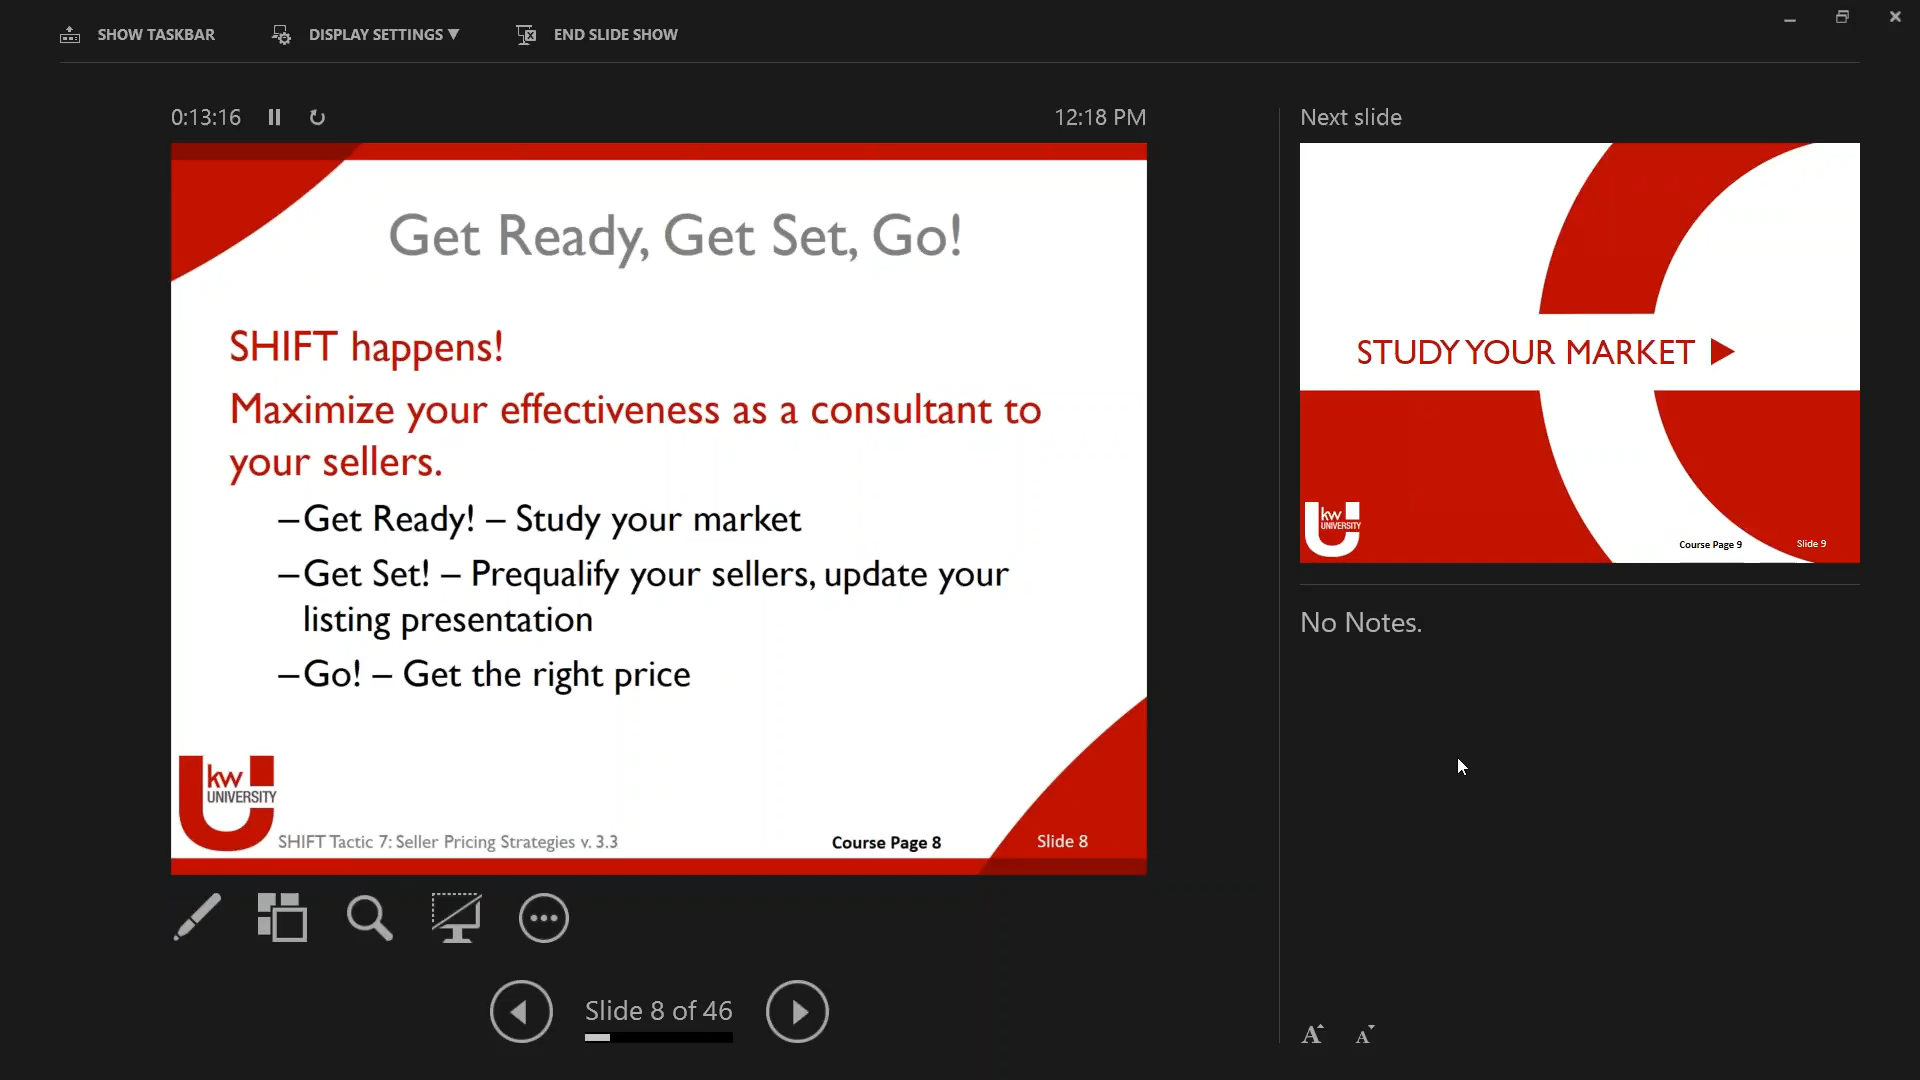 SHOW TASKBAR
DISPLAY SETTINGS ▼
END SLIDE SHOW
0:13:16
12:18 PM
Get Ready, Get Set, Go!
SHIFT happens!
Maximize your effectiveness as a consultant to
your sellers.
–Get Ready! – Study your market
–Get Set! – Prequalify your sellers, update your
listing presentation
–Go! – Get the right price
kw
UNIVERSITY
SHIFT Tactic 7: Seller Pricing Strategies v. 3.3
Course Page 8
Slide 8
Slide 8 of 46
Next slide
STUDY YOUR MARKET ▶
kw
UNIVERSITY
Course Page 9
Slide 9
No Notes.
A
A